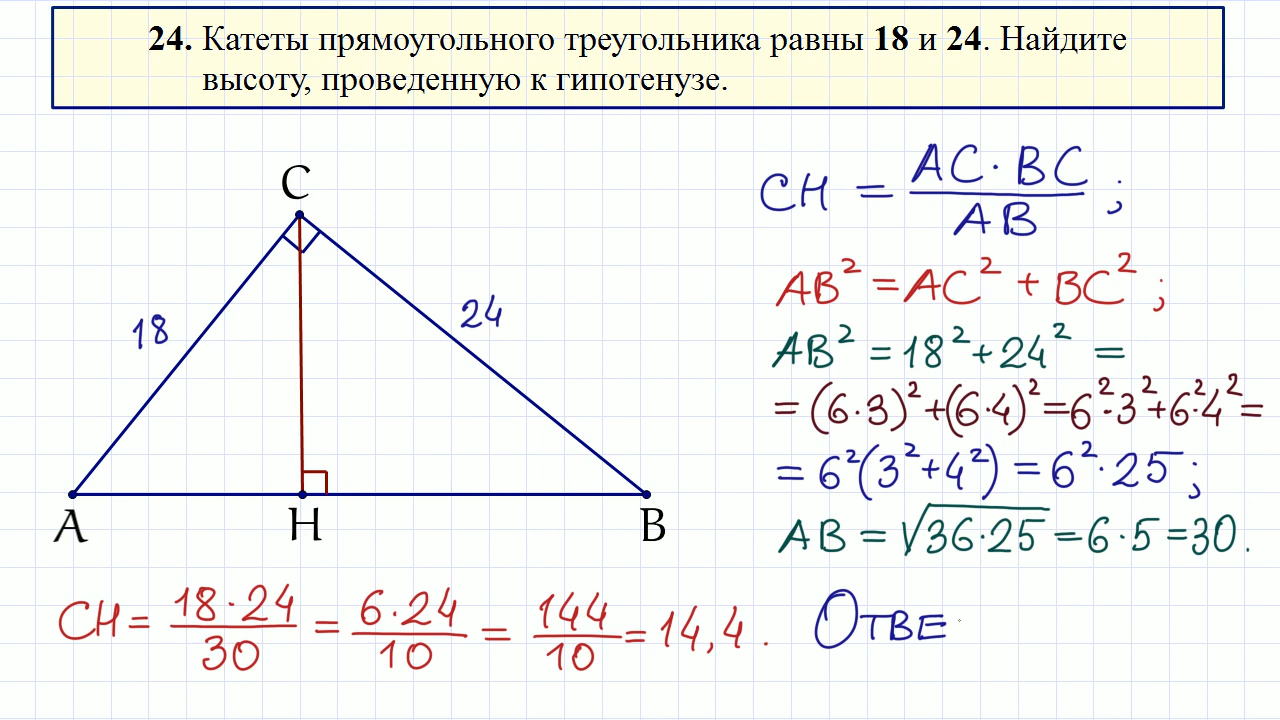 24. Катеты прямоугольного треугольника равны 18 и 24. Найдите
высоту, проведенную к гипотенузе.
C
18
24
A
H
B
CH = AC · BC / AB ;
AB² = AC² + BC² ;
AB² = 18² + 24² =
= (6·3)² + (6·4)² = 6²·3² + 6²·4² =
= 6²(3² + 4²) = 6² · 25 ;
AB = √36·25 = 6·5 = 30.
CH = 18·24 / 30 = 6·24 / 10 = 144 / 10 = 14,4 . ОТВЕ